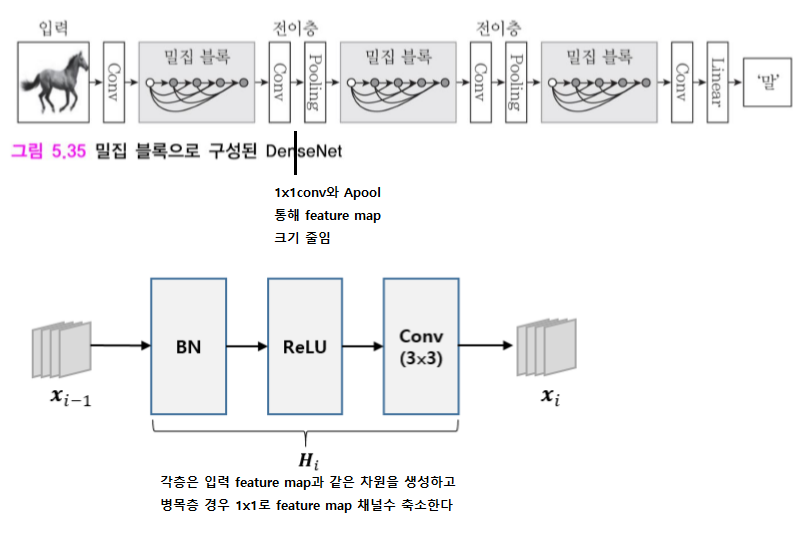 입력
전이층
전이층
Conv
밀집 블록
Conv
Pooling
밀집 블록
Conv
Pooling
밀집 블록
Conv
Linear
'말'
그림 5.35 밀집 블록으로 구성된 DenseNet
1x1conv와 Apool
통해 feature map
크기 줄임
BN
ReLU
Conv
(3×3)
x_{i-1}
x_i
H_i
각층은 입력 feature map과 같은 차원을 생성하고
병목층 경우 1x1로 feature map 채널수 축소한다